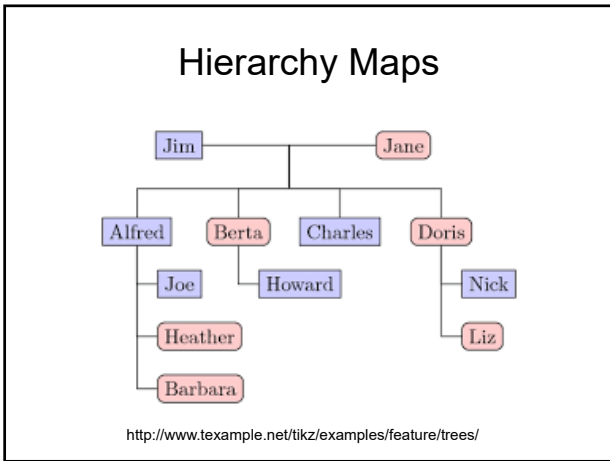 Hierarchy Maps
Jim Jane
Alfred Berta Charles Doris
Joe Howard Nick
Heather Liz
Barbara
http://www.texample.net/tikz/examples/feature/trees/